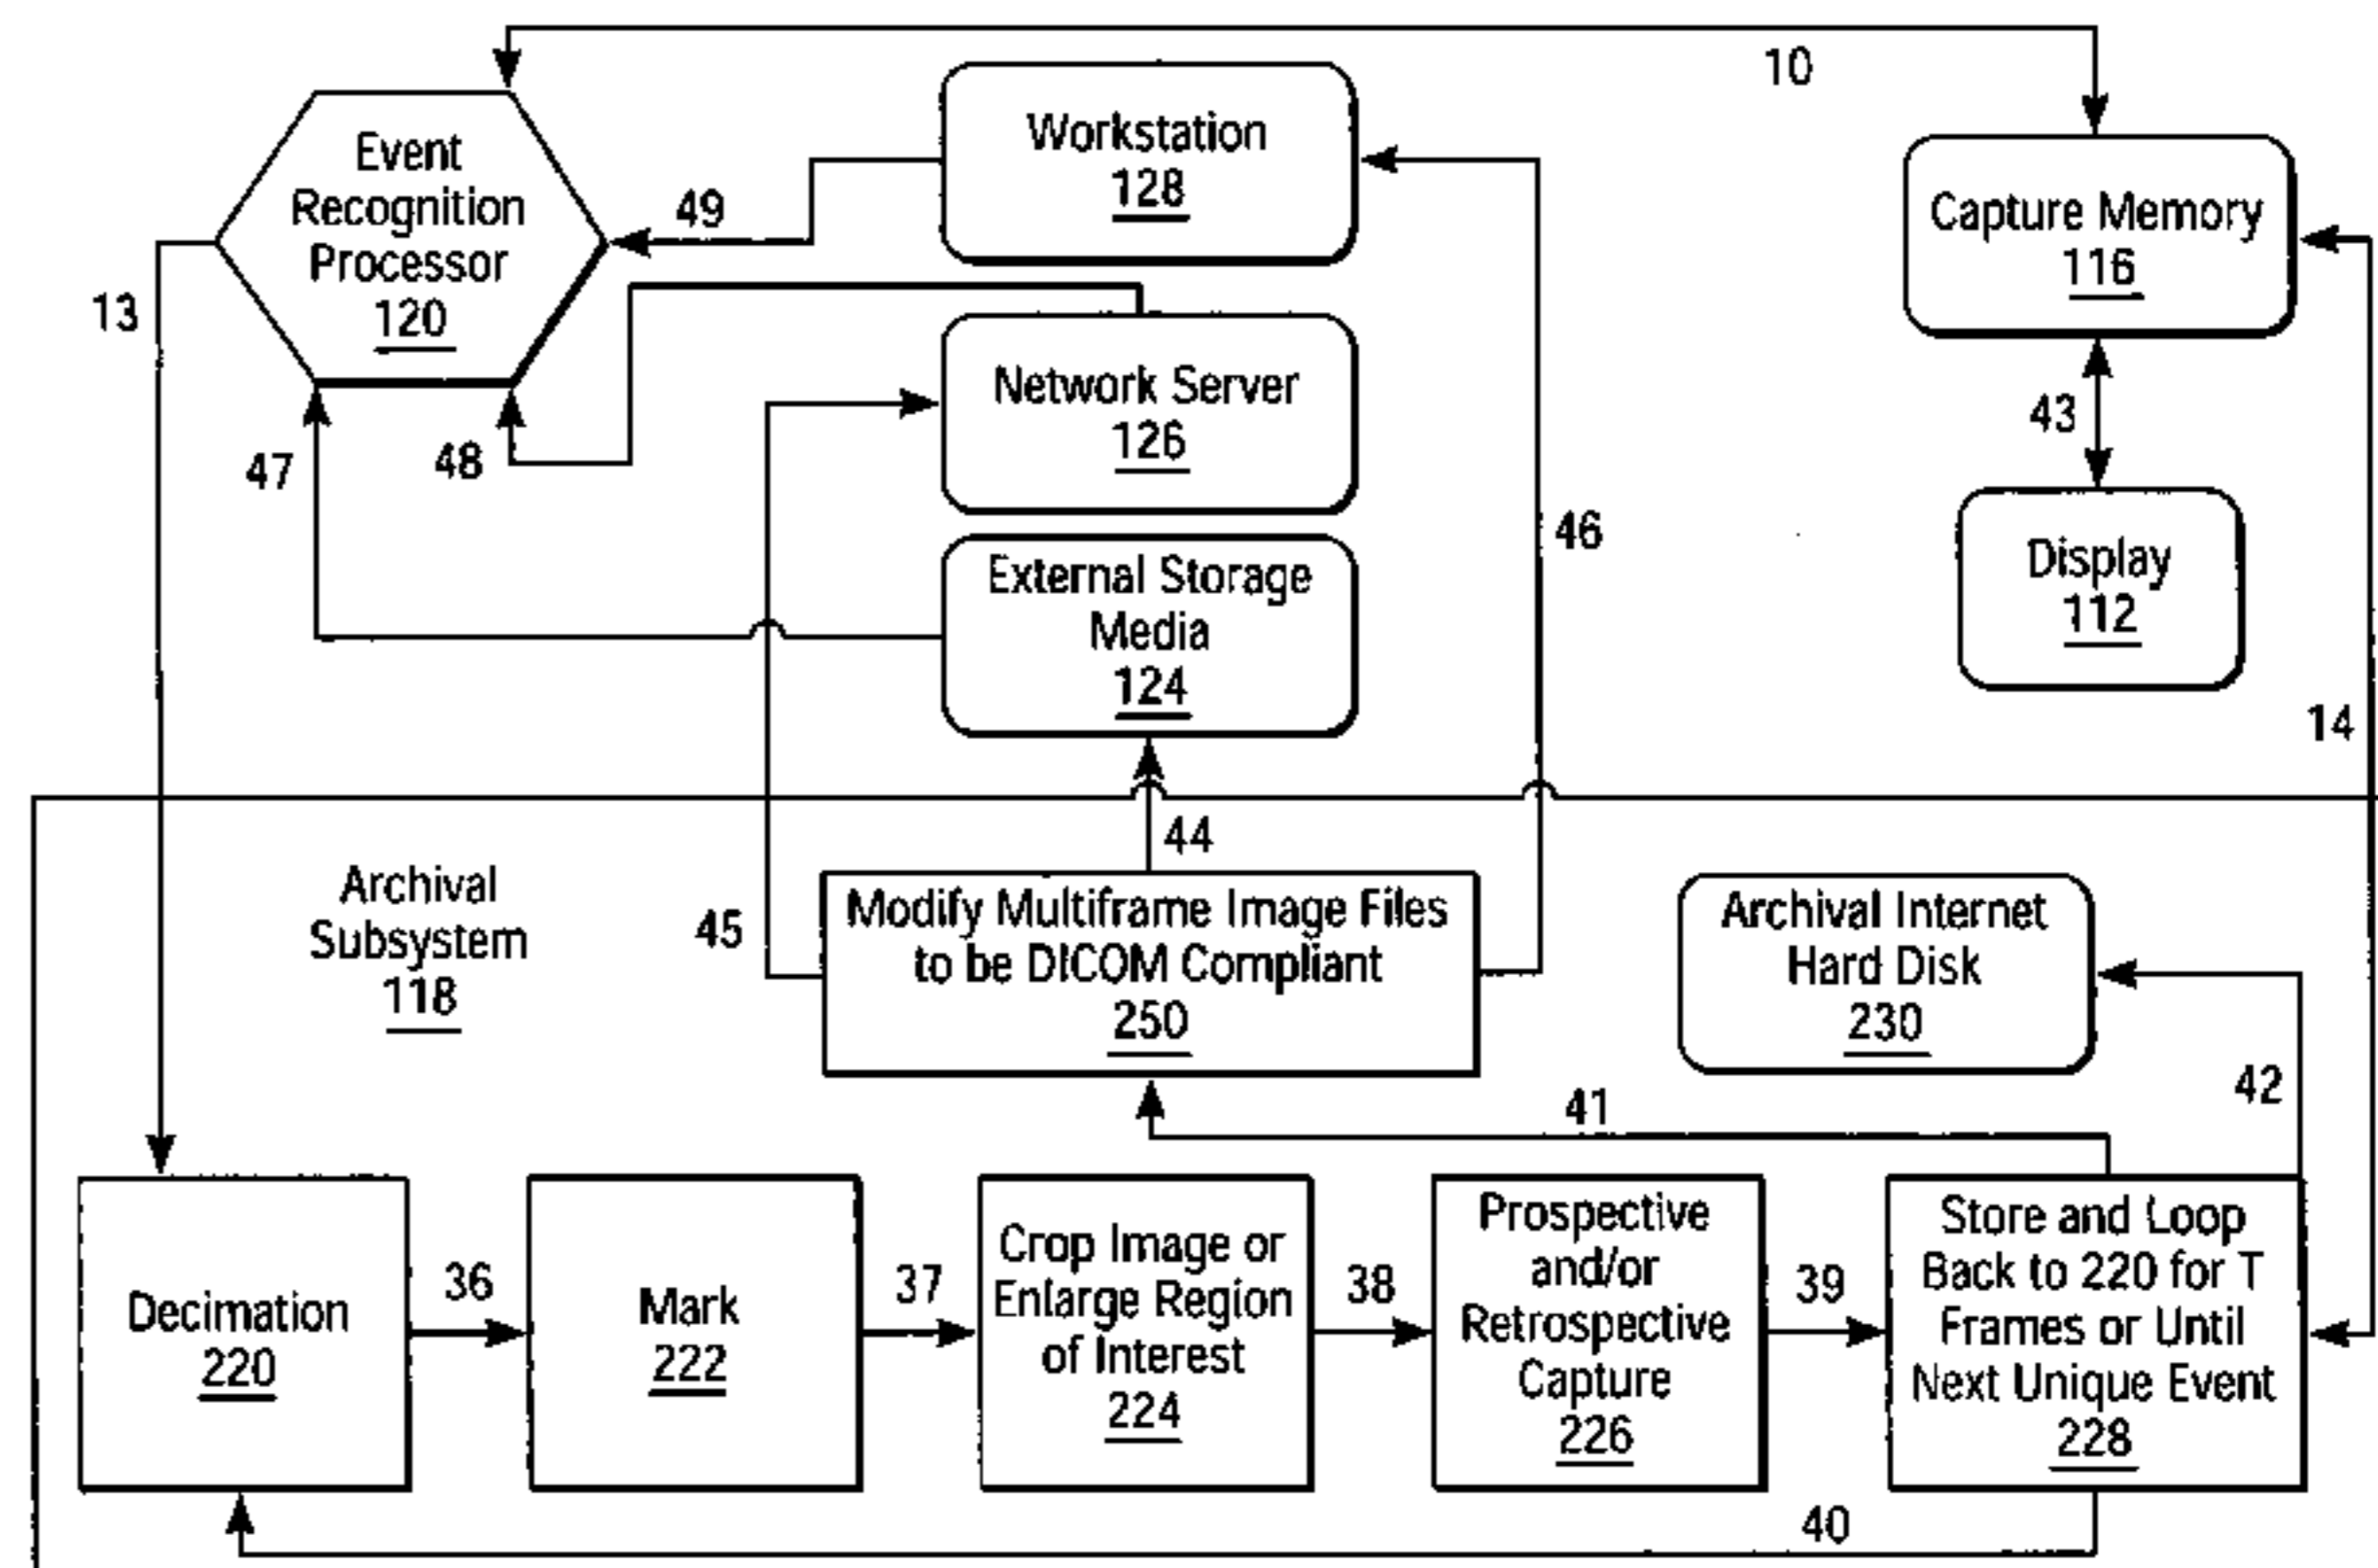 10
Event
Recognition
Processor
120
Workstation
128
49
Capture Memory
116
13
Network Server
126
43
47
48
46
External Storage
Media
124
Display
112
14
44
Archival
Subsystem
118
45
Modify Multiframe Image Files
to be DICOM Compliant
250
Archival Internet
Hard Disk
230
41
42
Decimation
220
36
Mark
222
37
Crop Image or
Enlarge Region
of Interest
224
38
Prospective
and/or
Retrospective
Capture
226
39
Store and Loop
Back to 220 for T
Frames or Until
Next Unique Event
228
40